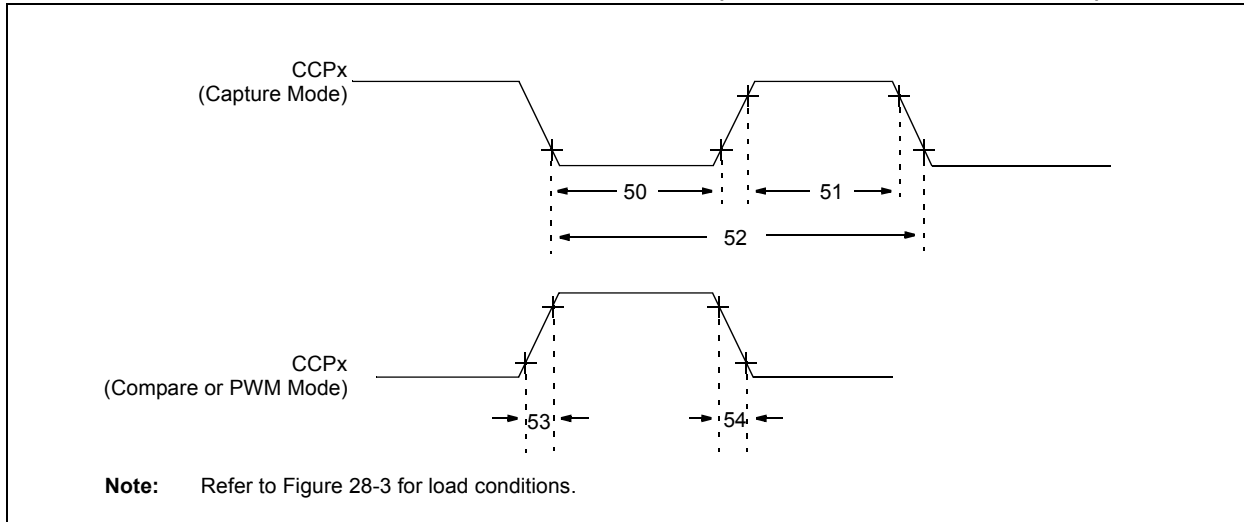 CCPx
(Capture Mode)
50
51
52
CCPx
(Compare or PWM Mode)
53
54
Note: Refer to Figure 28-3 for load conditions.